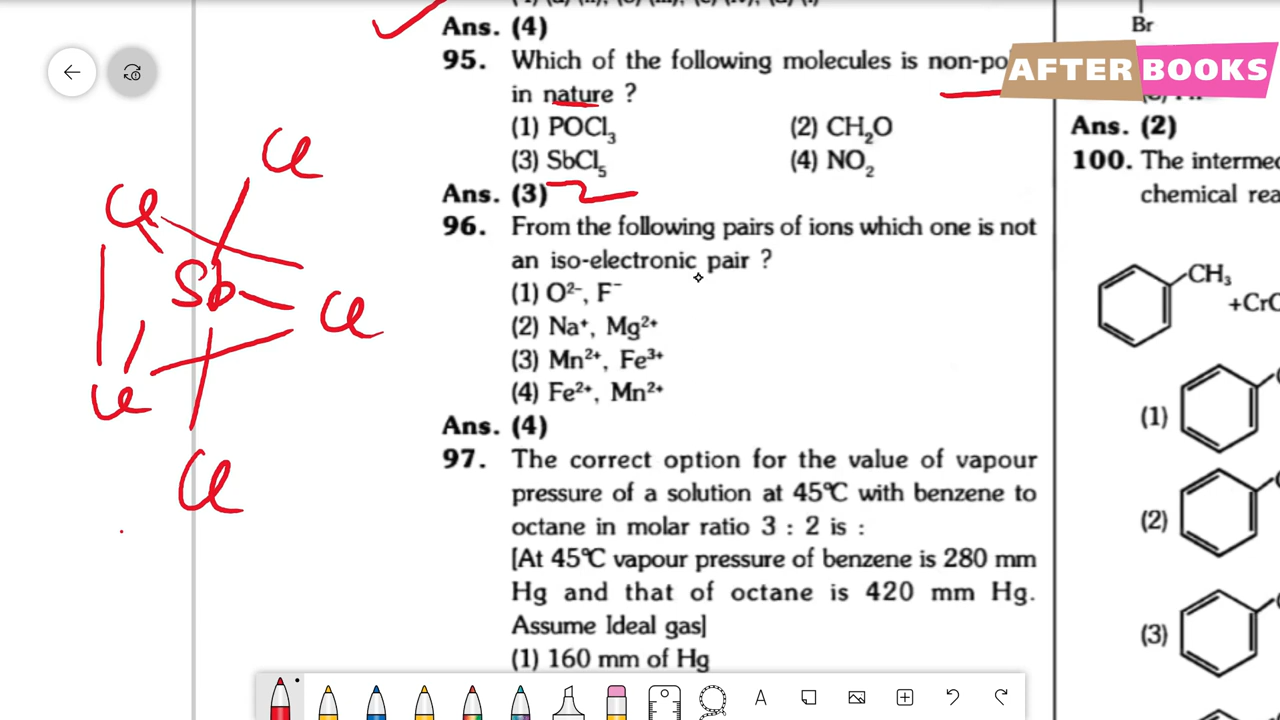 Ans. (4)
95. Which of the following molecules is non-po
in nature ?
(1) POCl₃ (2) CH₂O
(3) SbCl₅ (4) NO₂
Ans. (3)
96. From the following pairs of ions which one is not
an iso-electronic pair ?
(1) O²⁻, F⁻
(2) Na⁺, Mg²⁺
(3) Mn²⁺, Fe³⁺
(4) Fe²⁺, Mn²⁺
Ans. (4)
97. The correct option for the value of vapour
pressure of a solution at 45°C with benzene to
octane in molar ratio 3 : 2 is :
[At 45°C vapour pressure of benzene is 280 mm
Hg and that of octane is 420 mm Hg.
Assume Ideal gas]
(1) 160 mm of Hg
Cl
Cl
Sb
Cl
Cl
Cl
Br
AFTERBOOKS
Ans. (2)
100. The intermed
chemical rea
CH₃
+CrO
(1)
(2)
(3)
A